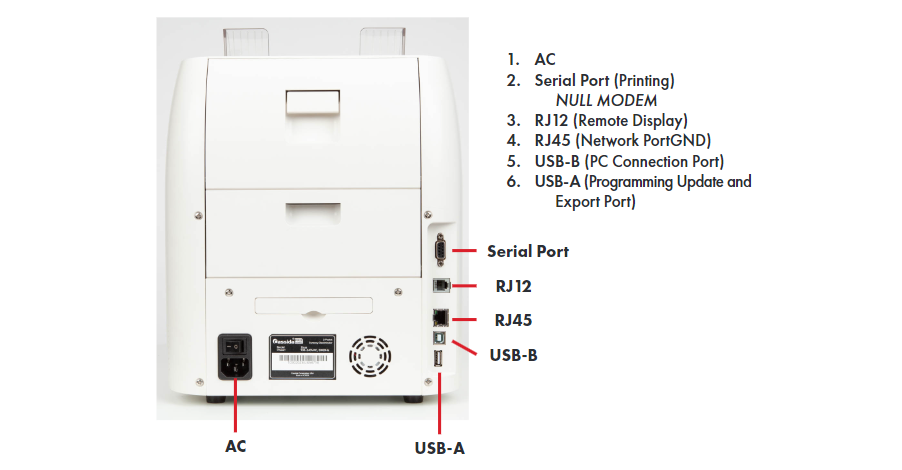 1. AC
2. Serial Port (Printing)
NULL MODEM
3. RJ12 (Remote Display)
4. RJ45 (Network PortGND)
5. USB-B (PC Connection Port)
6. USB-A (Programming Update and
Export Port)
Serial Port
RJ12
RJ45
USB-B
Cassida
AC
USB-A